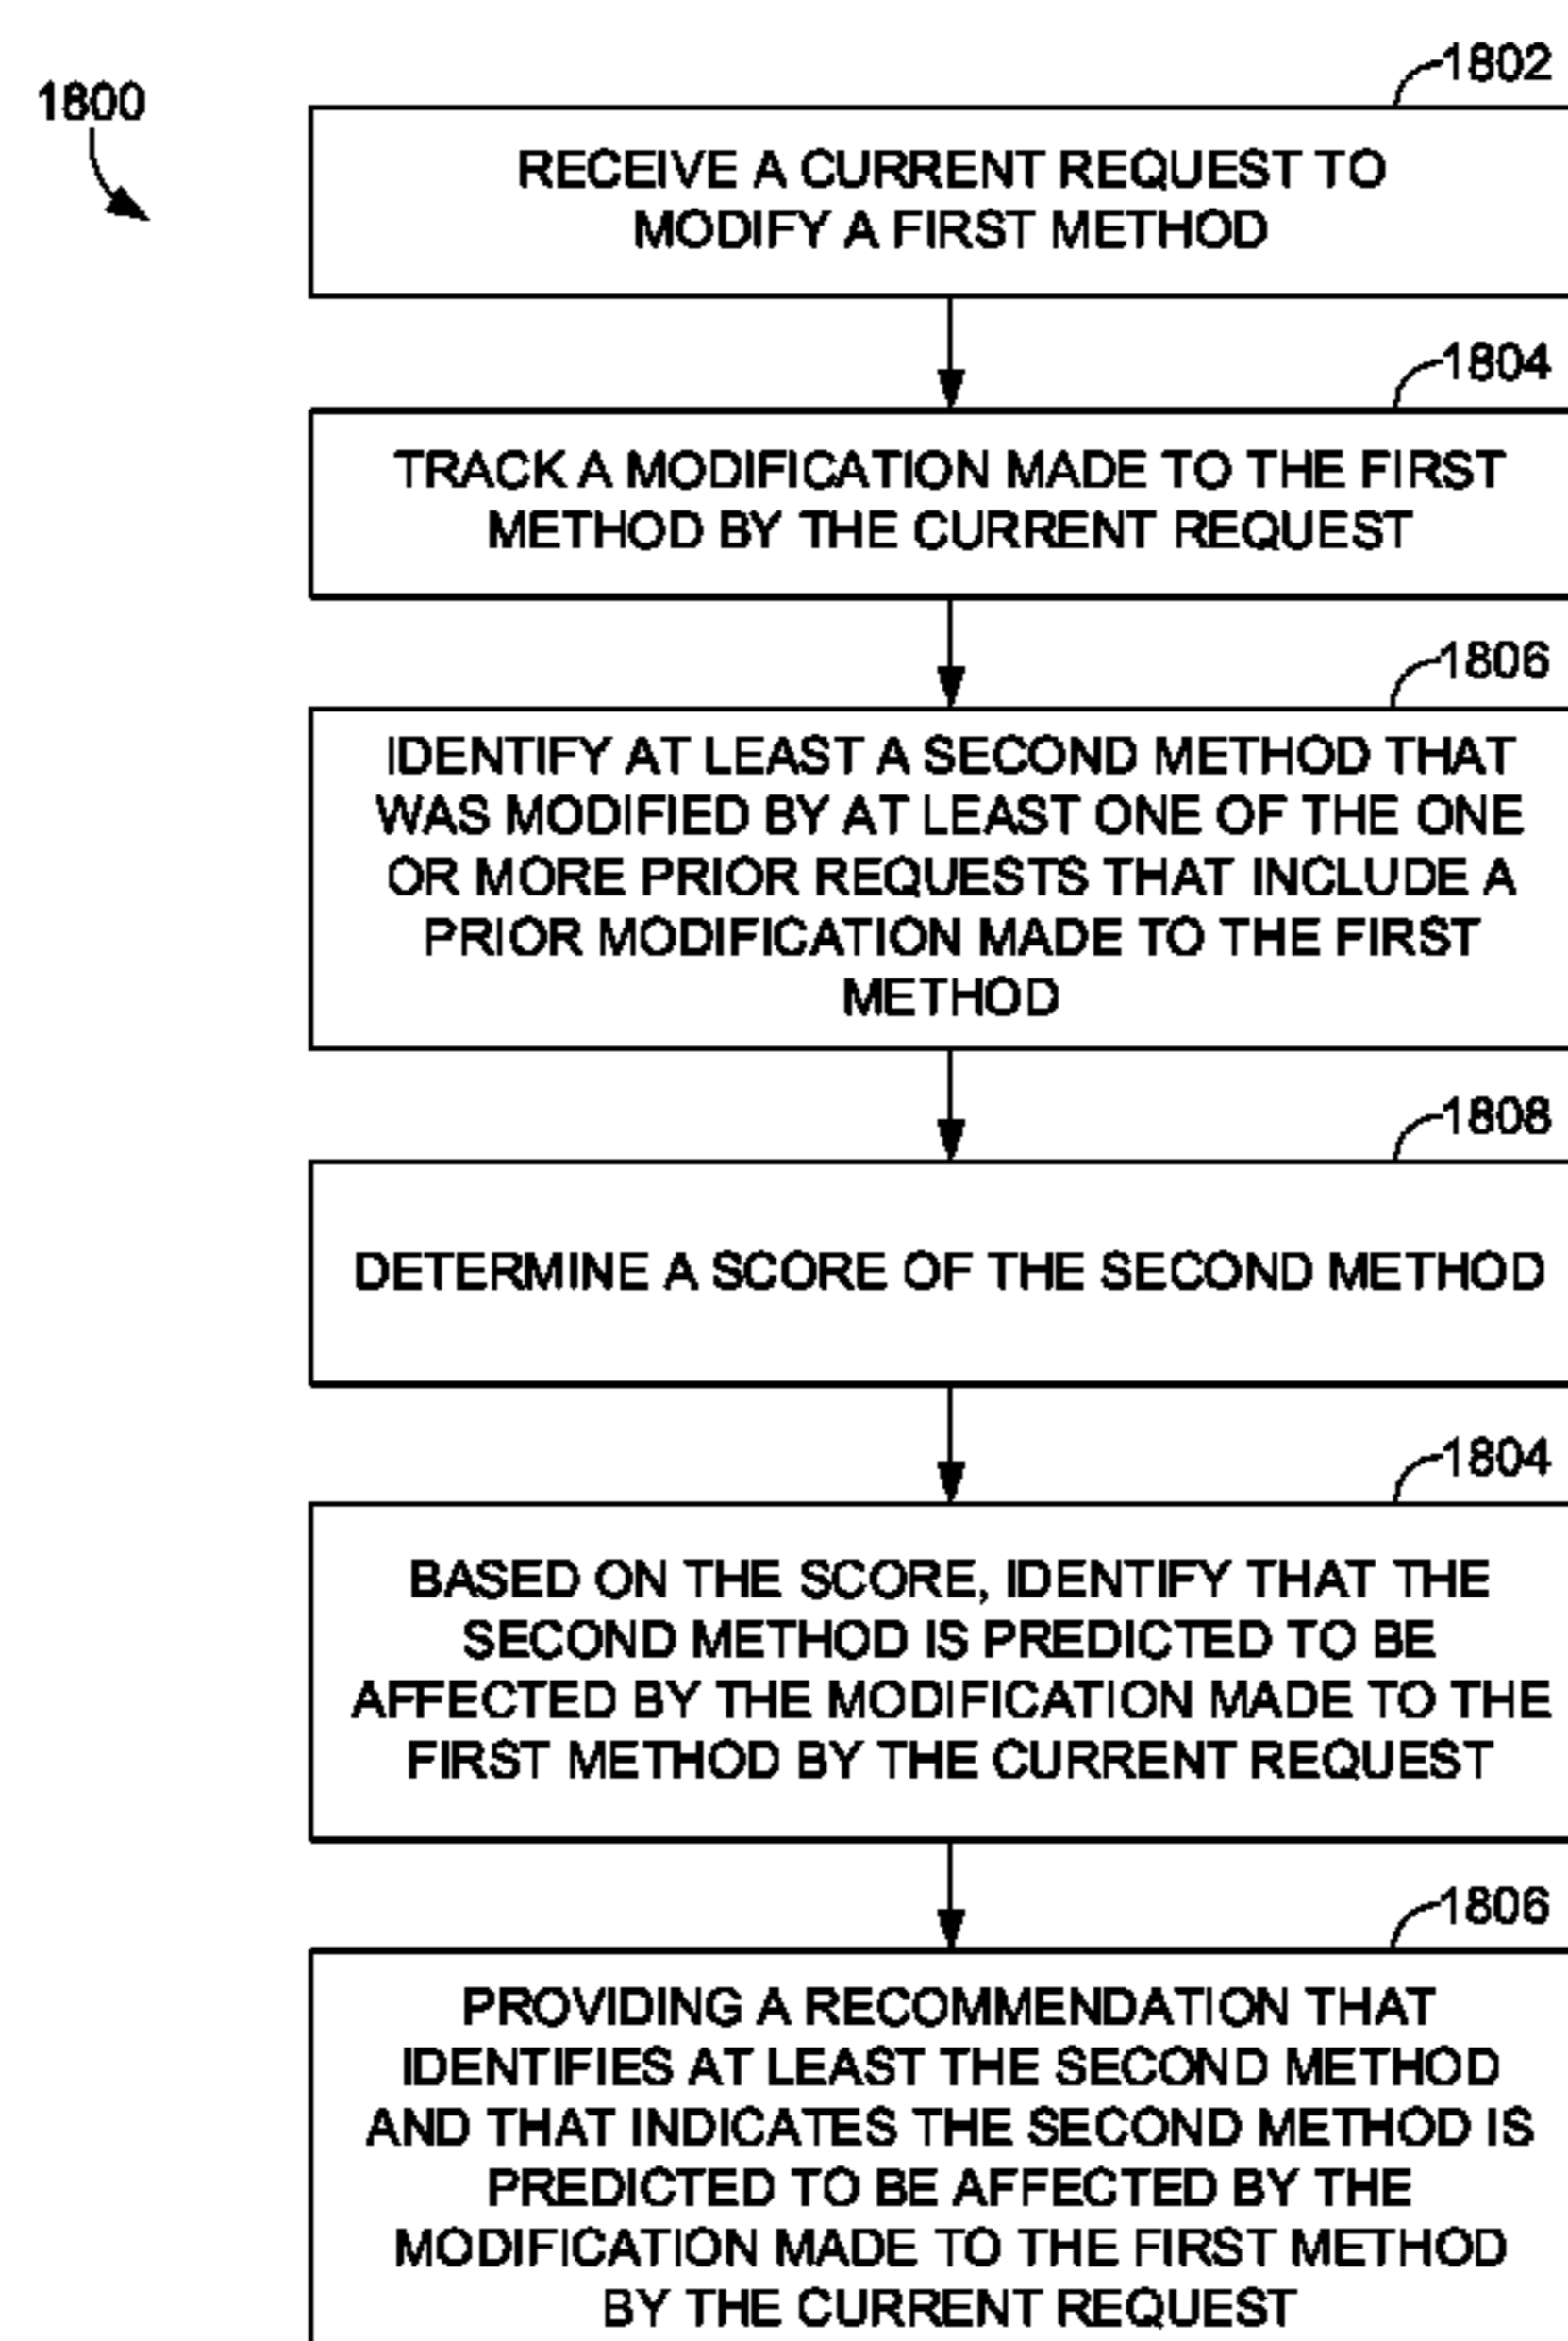 1800
1802
RECEIVE A CURRENT REQUEST TO
MODIFY A FIRST METHOD
1804
TRACK A MODIFICATION MADE TO THE FIRST
METHOD BY THE CURRENT REQUEST
1806
IDENTIFY AT LEAST A SECOND METHOD THAT
WAS MODIFIED BY AT LEAST ONE OF THE ONE
OR MORE PRIOR REQUESTS THAT INCLUDE A
PRIOR MODIFICATION MADE TO THE FIRST
METHOD
1808
DETERMINE A SCORE OF THE SECOND METHOD
1804
BASED ON THE SCORE, IDENTIFY THAT THE
SECOND METHOD IS PREDICTED TO BE
AFFECTED BY THE MODIFICATION MADE TO THE
FIRST METHOD BY THE CURRENT REQUEST
1806
PROVIDING A RECOMMENDATION THAT
IDENTIFIES AT LEAST THE SECOND METHOD
AND THAT INDICATES THE SECOND METHOD IS
PREDICTED TO BE AFFECTED BY THE
MODIFICATION MADE TO THE FIRST METHOD
BY THE CURRENT REQUEST